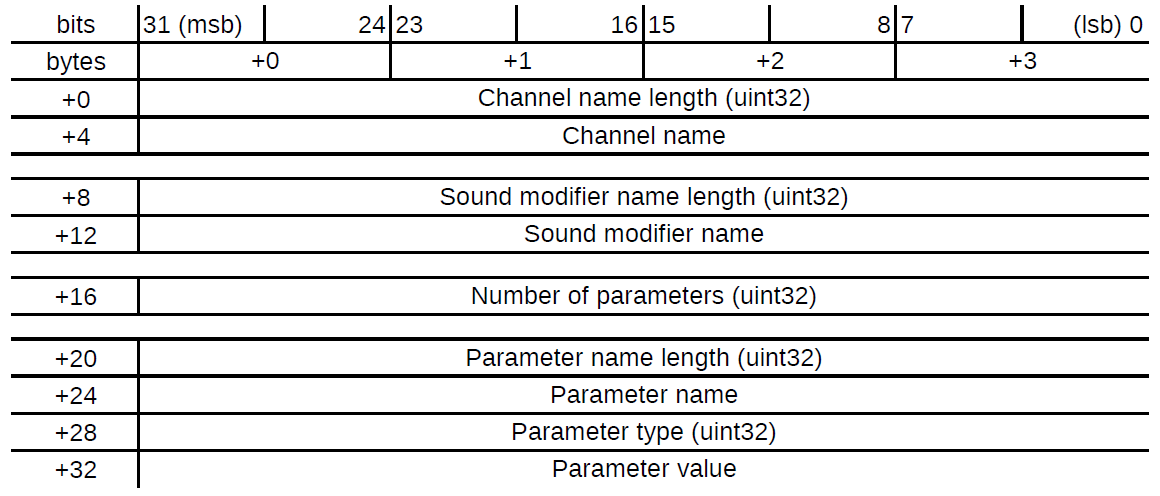 bits 31 (msb) 24 23 16 15 8 7 (lsb) 0
bytes +0 +1 +2 +3
+0 Channel name length (uint32)
+4 Channel name
+8 Sound modifier name length (uint32)
+12 Sound modifier name
+16 Number of parameters (uint32)
+20 Parameter name length (uint32)
+24 Parameter name
+28 Parameter type (uint32)
+32 Parameter value